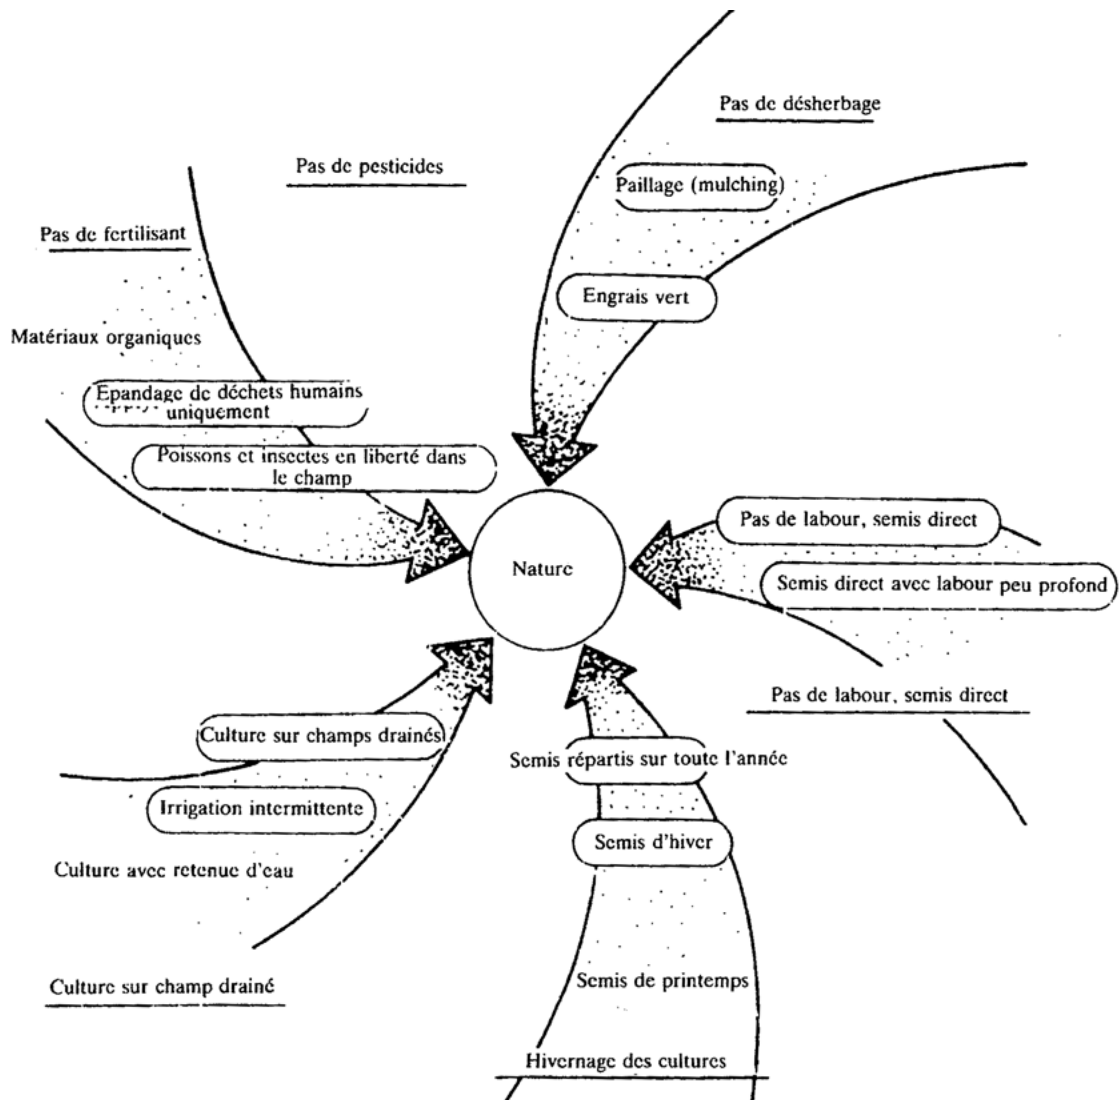 Pas de désherbage
Pas de pesticides
Paillage (mulching)
Pas de fertilisant
Engrais vert
Matériaux organiques
Epandage de déchets humains
uniquement
Poissons et insectes en liberté dans
le champ
Pas de labour, semis direct
Nature
Semis direct avec labour peu profond
Pas de labour, semis direct
Culture sur champs drainés
Semis répartis sur toute l'année
Irrigation intermittente
Semis d'hiver
Culture avec retenue d'eau
Semis de printemps
Culture sur champ drainé
Hivernage des cultures